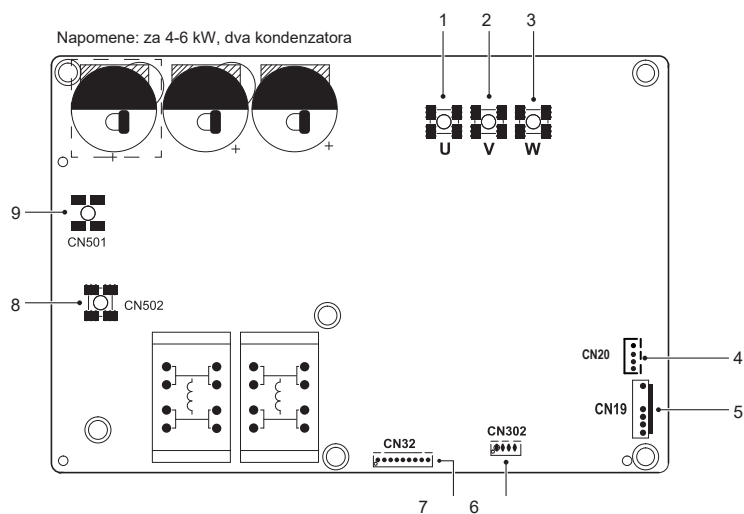 Napomene: za 4-6 kW, dva kondenzatora
1 2 3
U V W
9
CN501
8
CN502
CN20
4
CN19
5
CN32
CN302
7 6